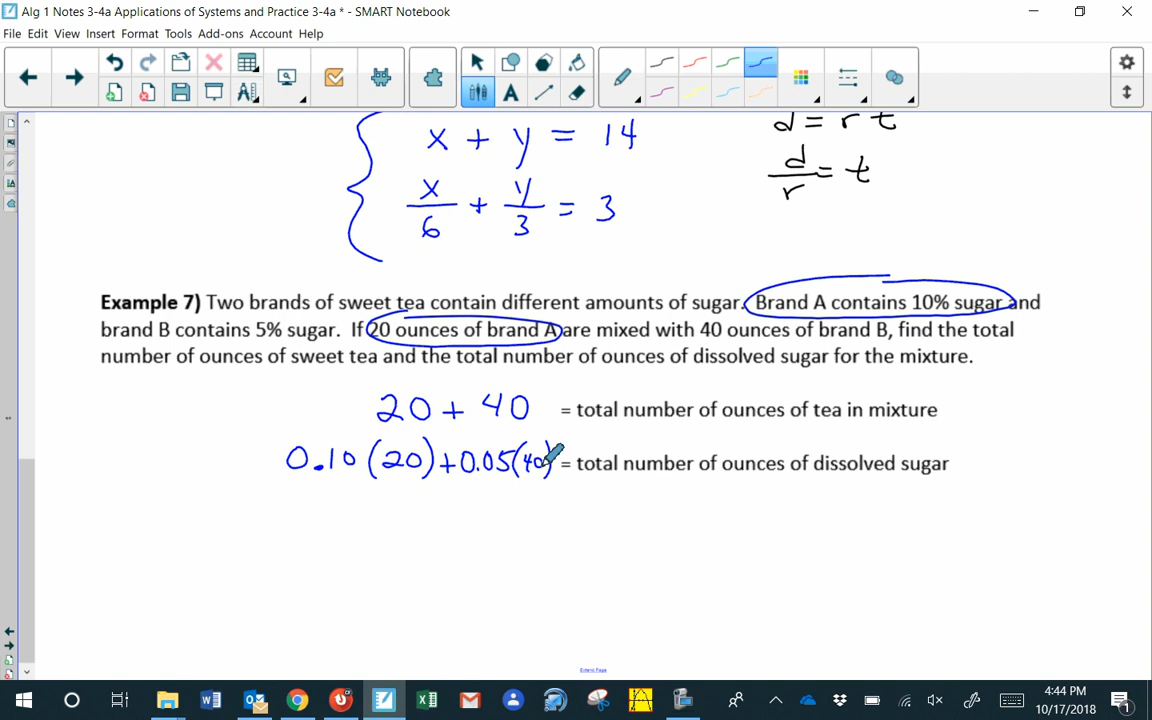 Alg 1 Notes 3-4a Applications of Systems and Practice 3-4a * - SMART Notebook
File Edit View Insert Format Tools Add-ons Account Help
x + y = 14
d = r t
x/6 + y/3 = 3
d/r = t
Example 7) Two brands of sweet tea contain different amounts of sugar. Brand A contains 10% sugar and
brand B contains 5% sugar. If 20 ounces of brand A are mixed with 40 ounces of brand B, find the total
number of ounces of sweet tea and the total number of ounces of dissolved sugar for the mixture.
20 + 40 = total number of ounces of tea in mixture
0.10(20)+0.05(40) = total number of ounces of dissolved sugar
Extend Page
4:44 PM
10/17/2018
1